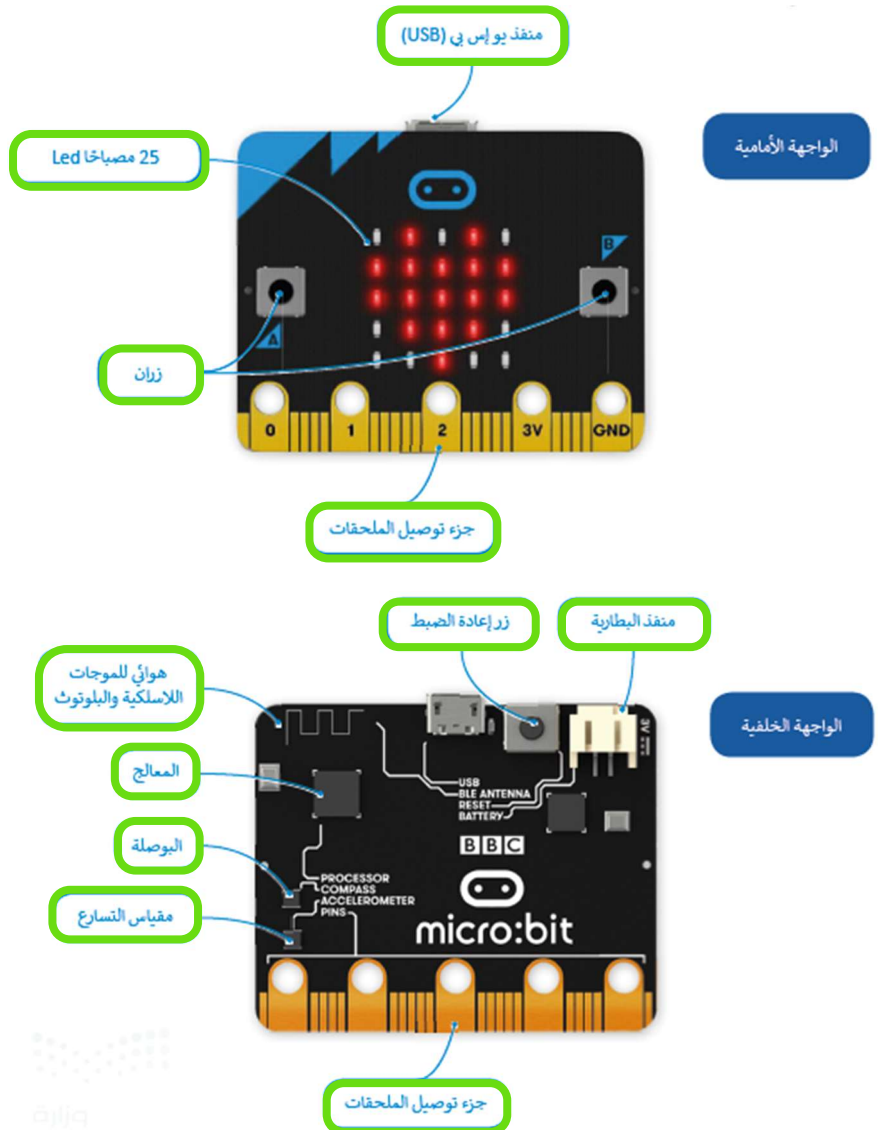 منفذ يو إس بي (USB)
الواجهة الأمامية
25 مصباحًا Led
B
A
زران
0 1 2 3V GND
جزء توصيل الملحقات
زر إعادة الضبط
منفذ البطارية
هوائي للموجات
اللاسلكية والبلوتوث
الواجهة الخلفية
3V
المعالج
USB
BLE ANTENNA
RESET
BATTERY
BBC
البوصلة
PROCESSOR
COMPASS
ACCELEROMETER
PINS
مقياس التسارع
micro:bit
جزء توصيل الملحقات
وزارة